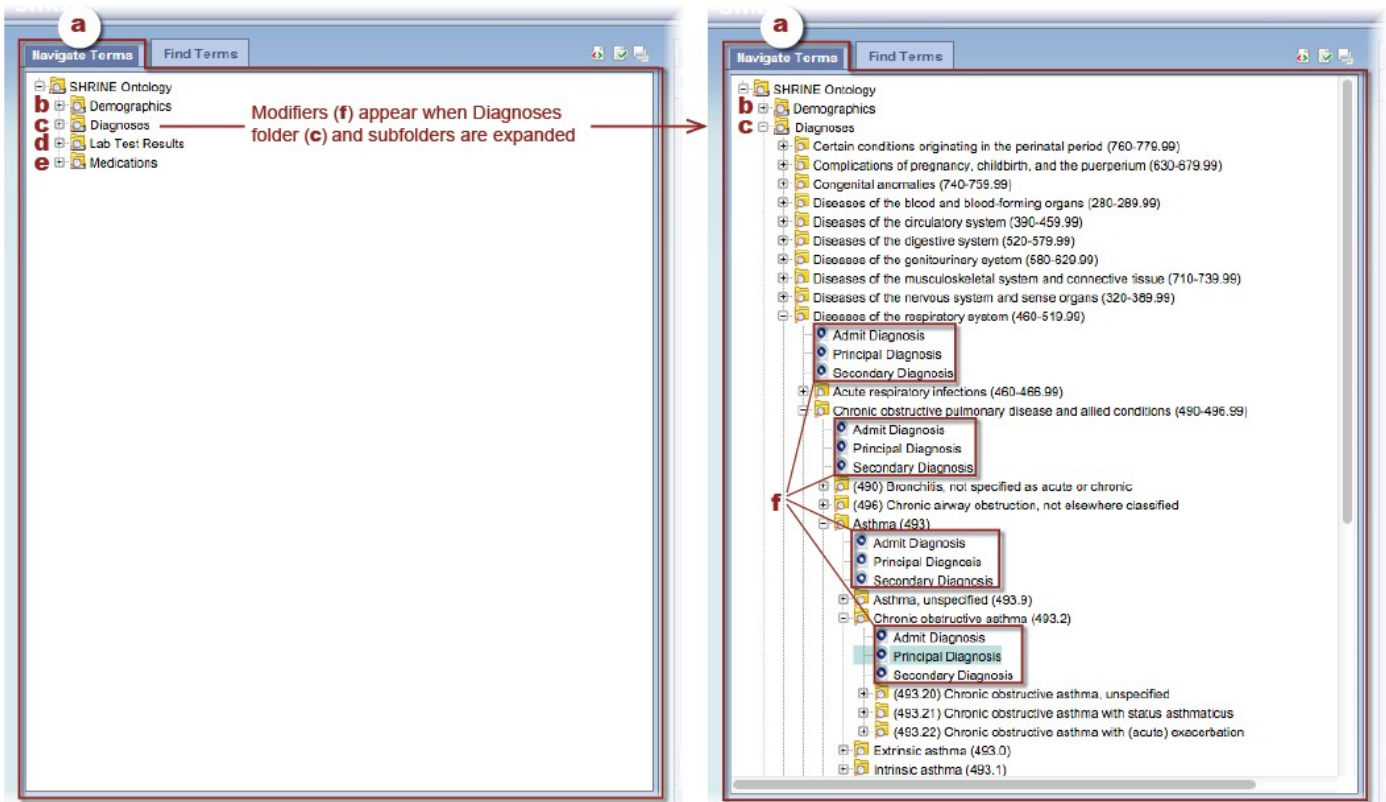 a
Navigate Terms
Find Terms
SHRINE Ontology
b Demographics
c Diagnoses
d Lab Test Results
e Medications
Modifiers (f) appear when Diagnoses
folder (c) and subfolders are expanded
a
Navigate Terms
Find Terms
SHRINE Ontology
b Demographics
c Diagnoses
Certain conditions originating in the perinatal period (760-779.99)
Complications of pregnancy, childbirth, and the puerperium (630-679.99)
Congenital anomalies (740-759.99)
Diseases of the blood and blood-forming organs (280-289.99)
Diseases of the circulatory system (390-459.99)
Diseases of the digestive system (520-579.99)
Diseases of the genitourinary system (580-629.99)
Diseases of the musculoskeletal system and connective tissue (710-739.99)
Diseases of the nervous system and sense organs (320-389.99)
Diseases of the respiratory system (460-519.99)
Admit Diagnosis
Principal Diagnosis
Secondary Diagnosis
Acute respiratory infections (460-466.99)
Chronic obstructive pulmonary disease and allied conditions (490-496.99)
Admit Diagnosis
Principal Diagnosis
Secondary Diagnosis
(490) Bronchitis, not specified as acute or chronic
f (496) Chronic airway obstruction, not elsewhere classified
Asthma (493)
Admit Diagnosis
Principal Diagnosis
Secondary Diagnosis
Asthma, unspecified (493.9)
Chronic obstructive asthma (493.2)
Admit Diagnosis
Principal Diagnosis
Secondary Diagnosis
(493.20) Chronic obstructive asthma, unspecified
(493.21) Chronic obstructive asthma with status asthmaticus
(493.22) Chronic obstructive asthma with (acute) exacerbation
Extrinsic asthma (493.0)
Intrinsic asthma (493.1)